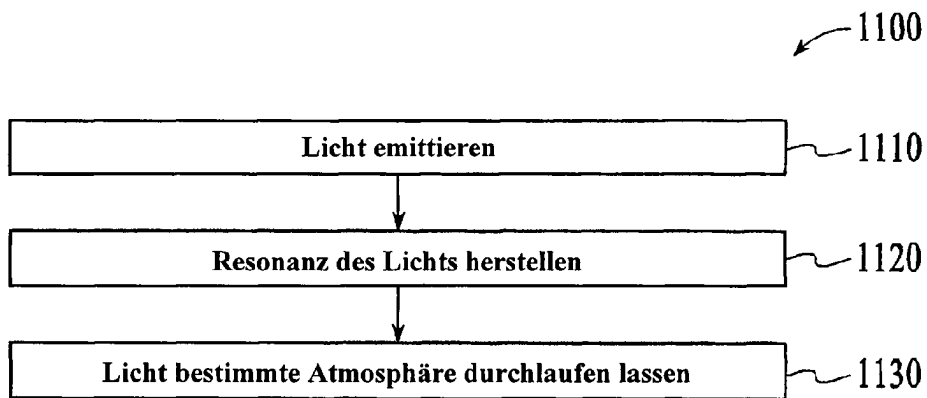 1100
Licht emittieren
1110
Resonanz des Lichts herstellen
1120
Licht bestimmte Atmosphäre durchlaufen lassen
1130